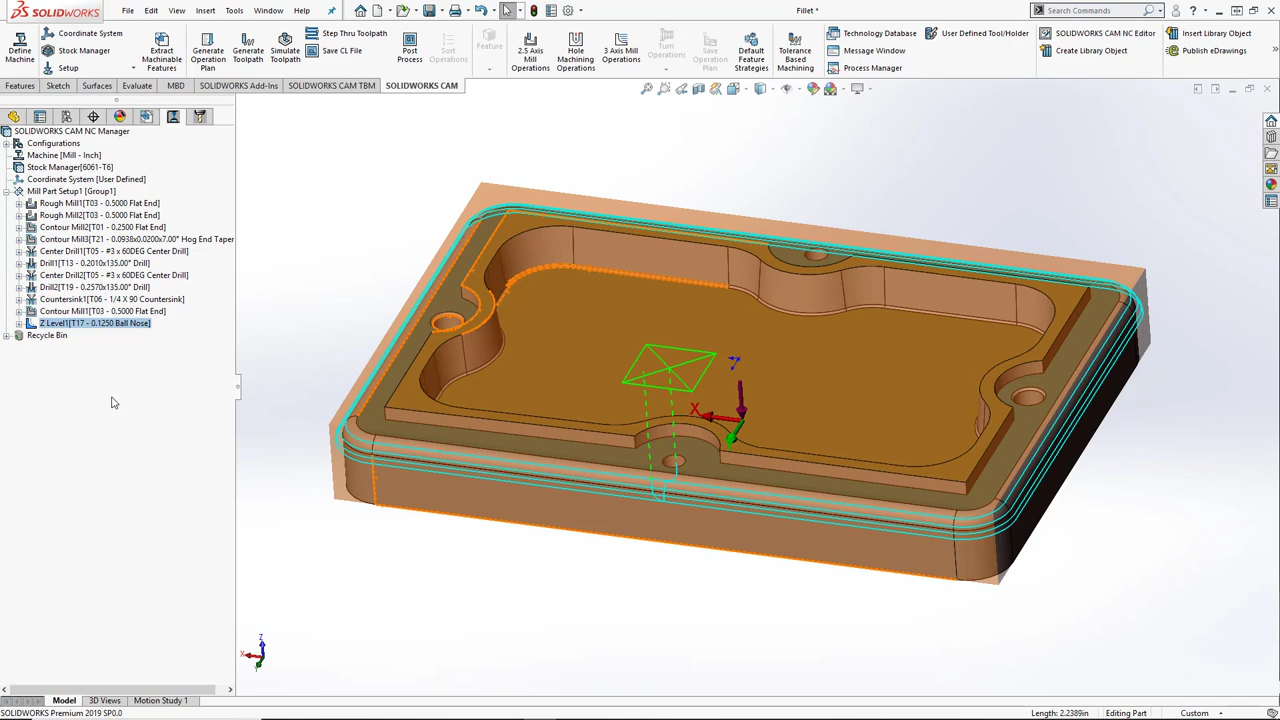 SOLIDWORKS File Edit View Insert Tools Window Help
Fillet *
Search Commands
Define Machine
Coordinate System
Stock Manager
Setup
Extract Machinable Features
Generate Operation Plan
Generate Toolpath
Simulate Toolpath
Step Thru Toolpath
Save CL File
Post Process
Sort Operations
Feature
2.5 Axis Mill Operations
Hole Machining Operations
3 Axis Mill Operations
Turn Operations
Save Operation Plan
Default Feature Strategies
Tolerance Based Machining
Technology Database
Message Window
Process Manager
User Defined Tool/Holder
SOLIDWORKS CAM NC Editor
Create Library Object
Insert Library Object
Publish eDrawings
Features Sketch Surfaces Evaluate MBD SOLIDWORKS Add-Ins SOLIDWORKS CAM TBM SOLIDWORKS CAM
SOLIDWORKS CAM NC Manager
Configurations
Machine [Mill - Inch]
Stock Manager[6061-T6]
Coordinate System [User Defined]
Mill Part Setup1 [Group1]
Rough Mill1[T03 - 0.5000 Flat End]
Rough Mill2[T03 - 0.5000 Flat End]
Contour Mill2[T01 - 0.2500 Flat End]
Contour Mill3[T21 - 0.0938x0.0200x7.00° Hog End Taper
Center Drill1[T05 - #3 x 60DEG Center Drill]
Drill1[T13 - 0.2010x135.00° Drill]
Center Drill2[T05 - #3 x 60DEG Center Drill]
Drill2[T19 - 0.2570x135.00° Drill]
Countersink1[T06 - 1/4 X 90 Countersink]
Contour Mill1[T03 - 0.5000 Flat End]
Z Level1[T17 - 0.1250 Ball Nose]
Recycle Bin
X
Z
X
Y
Model 3D Views Motion Study 1
SOLIDWORKS Premium 2019 SP0.0
Length: 2.2389in Editing Part Custom